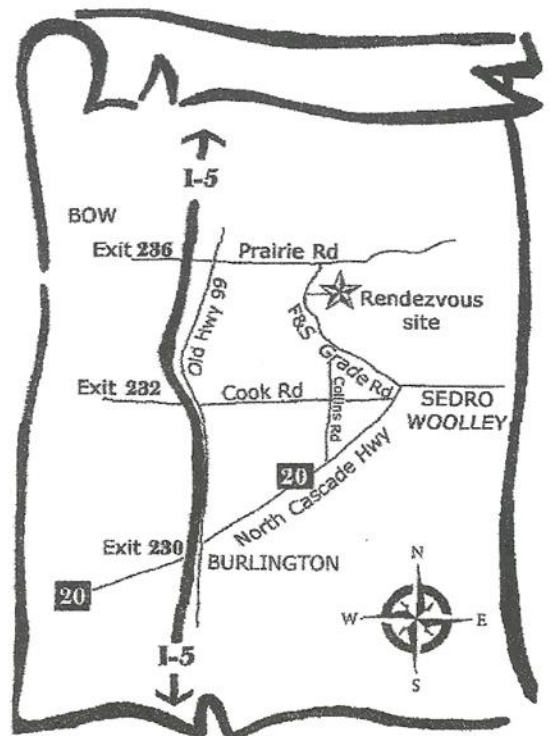 I-5
BOW
Exit 236
Prairie Rd
Old Hwy 99
Rendezvous
site
F&S Grade Rd
Exit 232
Cook Rd
Collins Rd
SEDRO
WOOLLEY
20
North Cascade Hwy
Exit 230
BURLINGTON
20
I-5
N
W
E
S